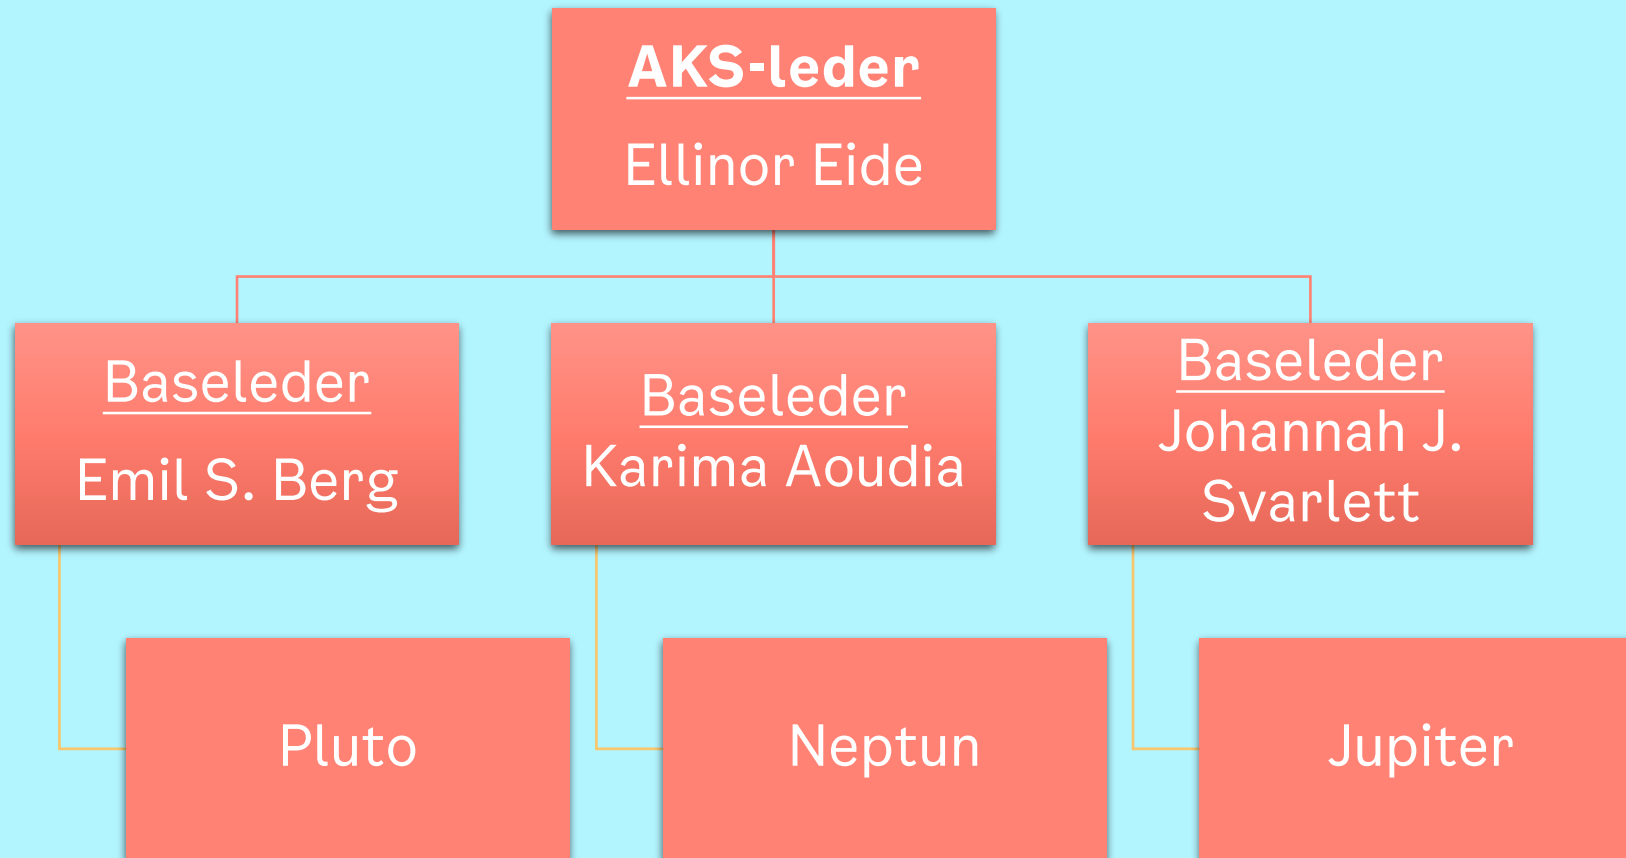 AKS-leder
Ellinor Eide
Baseleder
Emil S. Berg
Baseleder
Karima Aoudia
Baseleder
Johannah J.
Svarlett
Pluto
Neptun
Jupiter